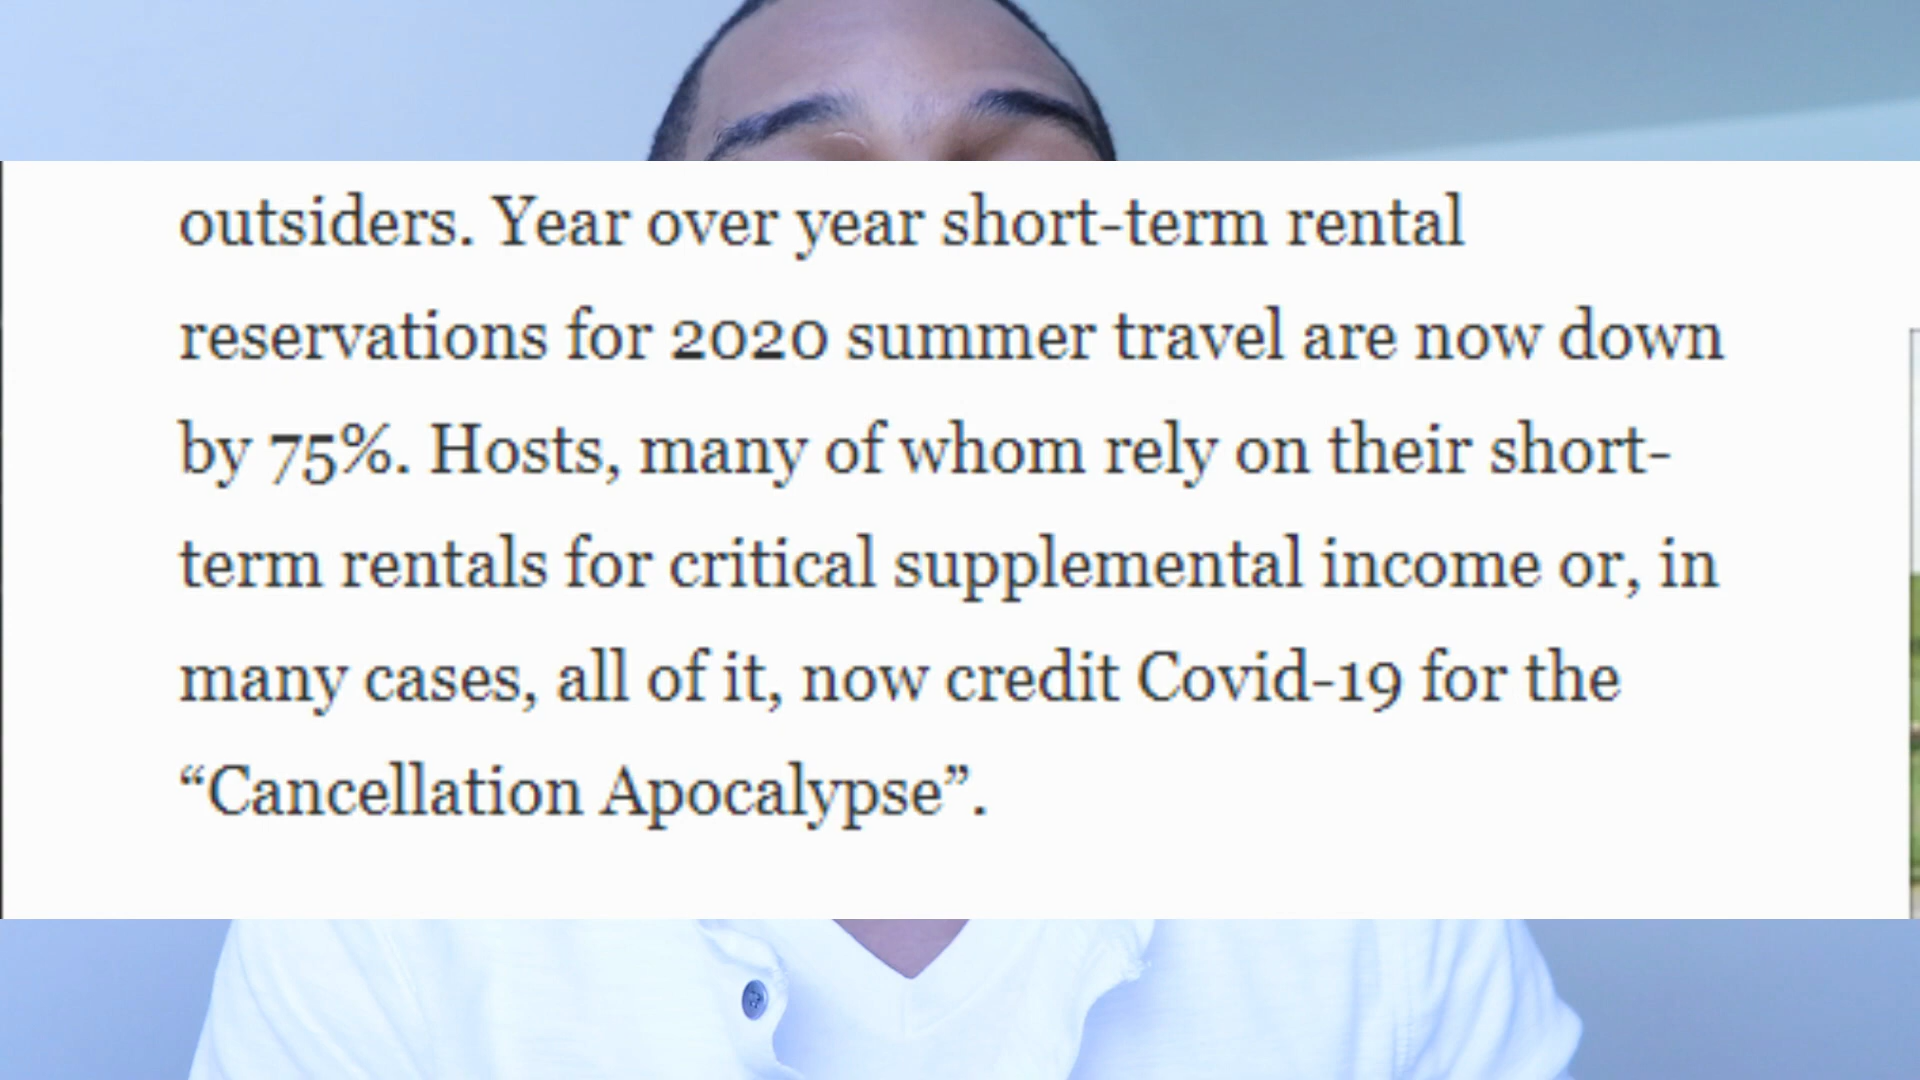 outsiders. Year over year short-term rental
reservations for 2020 summer travel are now down
by 75%. Hosts, many of whom rely on their short-
term rentals for critical supplemental income or, in
many cases, all of it, now credit Covid-19 for the
“Cancellation Apocalypse”.